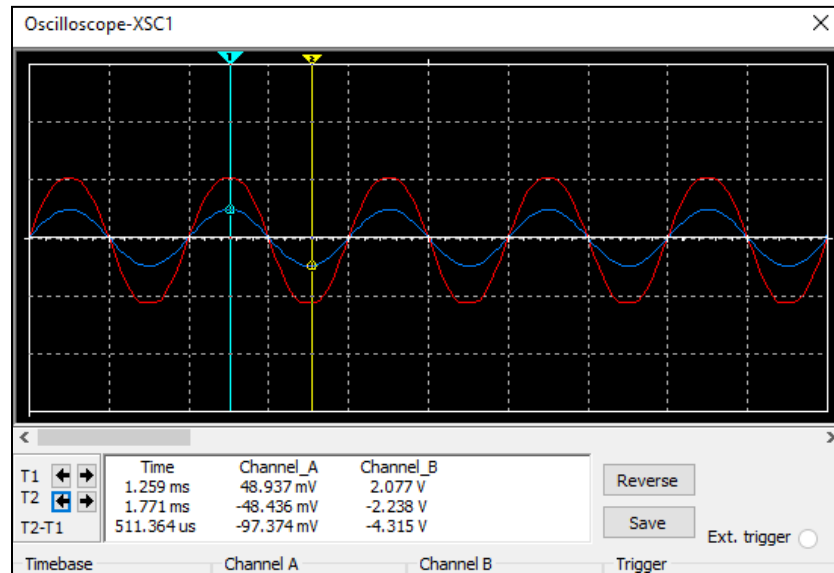 Oscilloscope-XSC1
1 2
Time Channel_A Channel_B
T1 1.259 ms 48.937 mV 2.077 V
T2 1.771 ms -48.436 mV -2.238 V
T2-T1 511.364 us -97.374 mV -4.315 V
Reverse
Save
Ext. trigger
Timebase Channel A Channel B Trigger